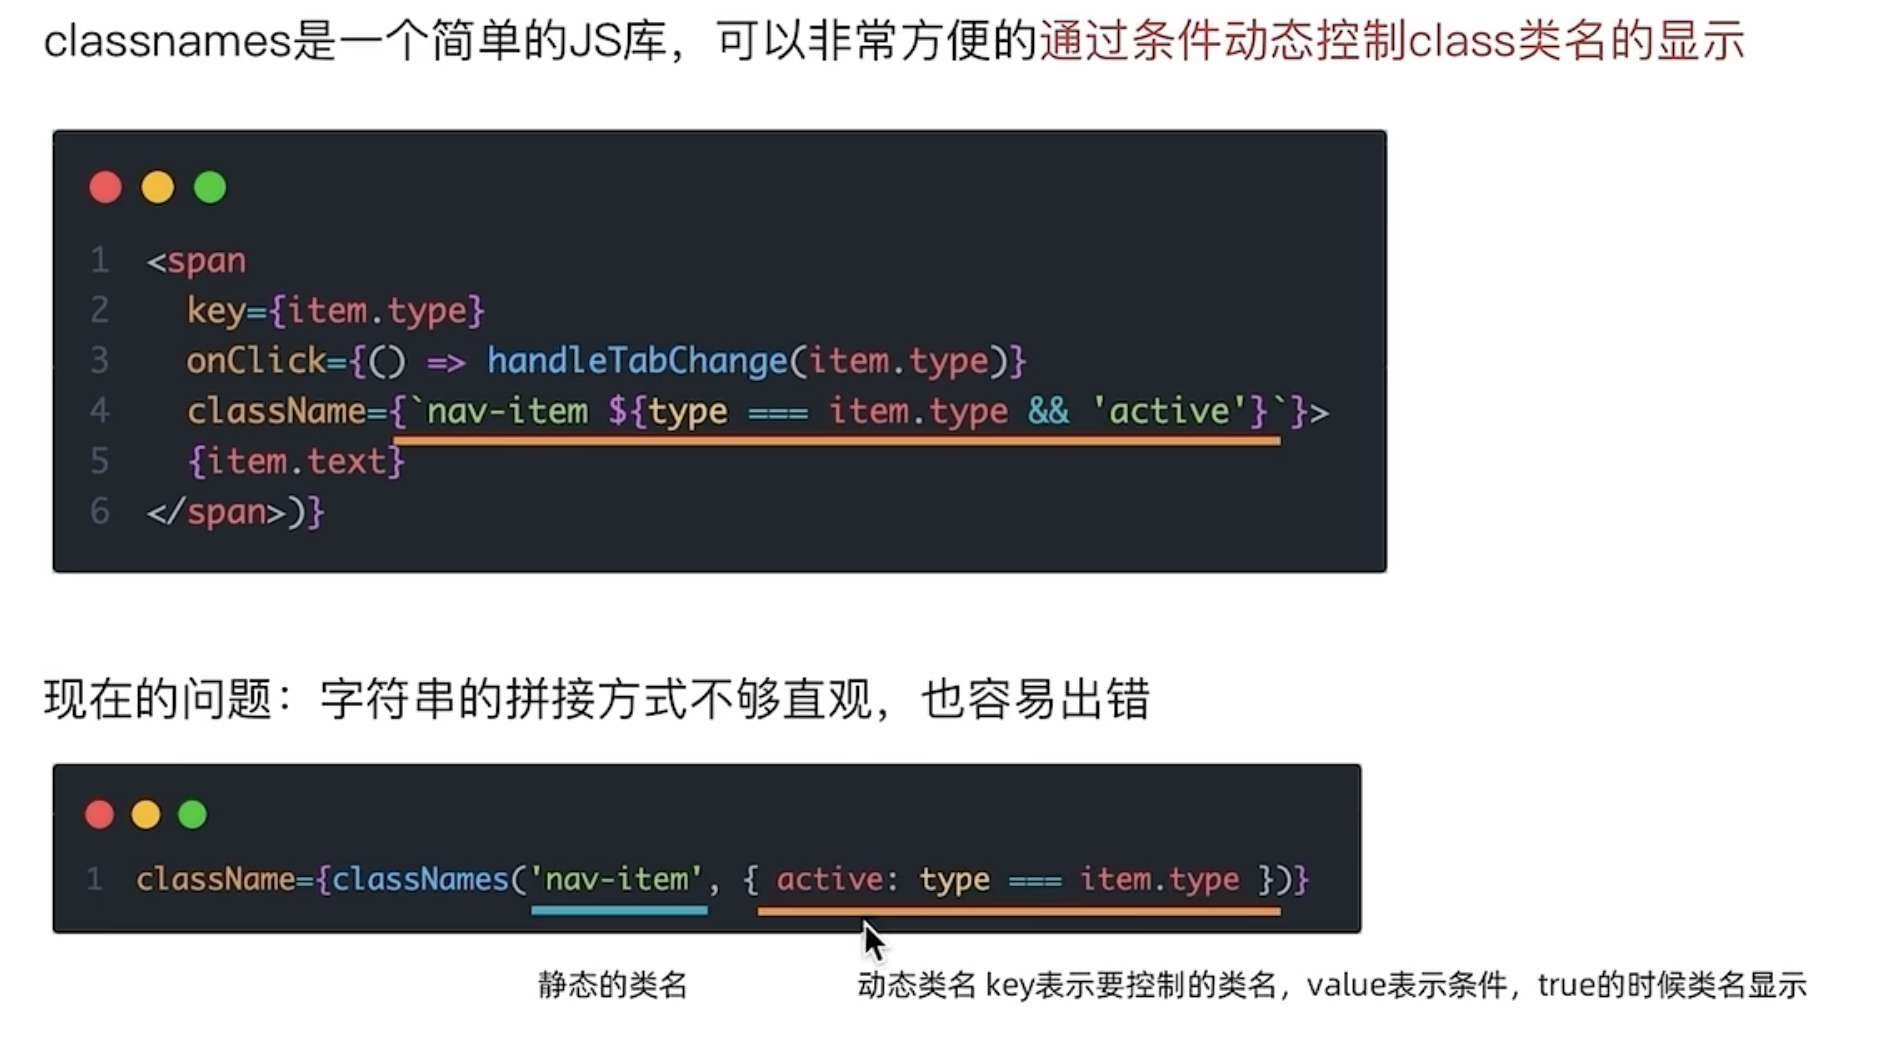 classnames是一个简单的JS库，可以非常方便的通过条件动态控制class类名的显示
1 <span
2   key={item.type}
3   onClick={() => handleTabChange(item.type)}
4   className={`nav-item ${type === item.type && 'active'}`}>
5   {item.text}
6 </span>)}
现在的问题：字符串的拼接方式不够直观，也容易出错
1 className={classNames('nav-item', { active: type === item.type })}
静态的类名 动态类名 key表示要控制的类名，value表示条件，true的时候类名显示